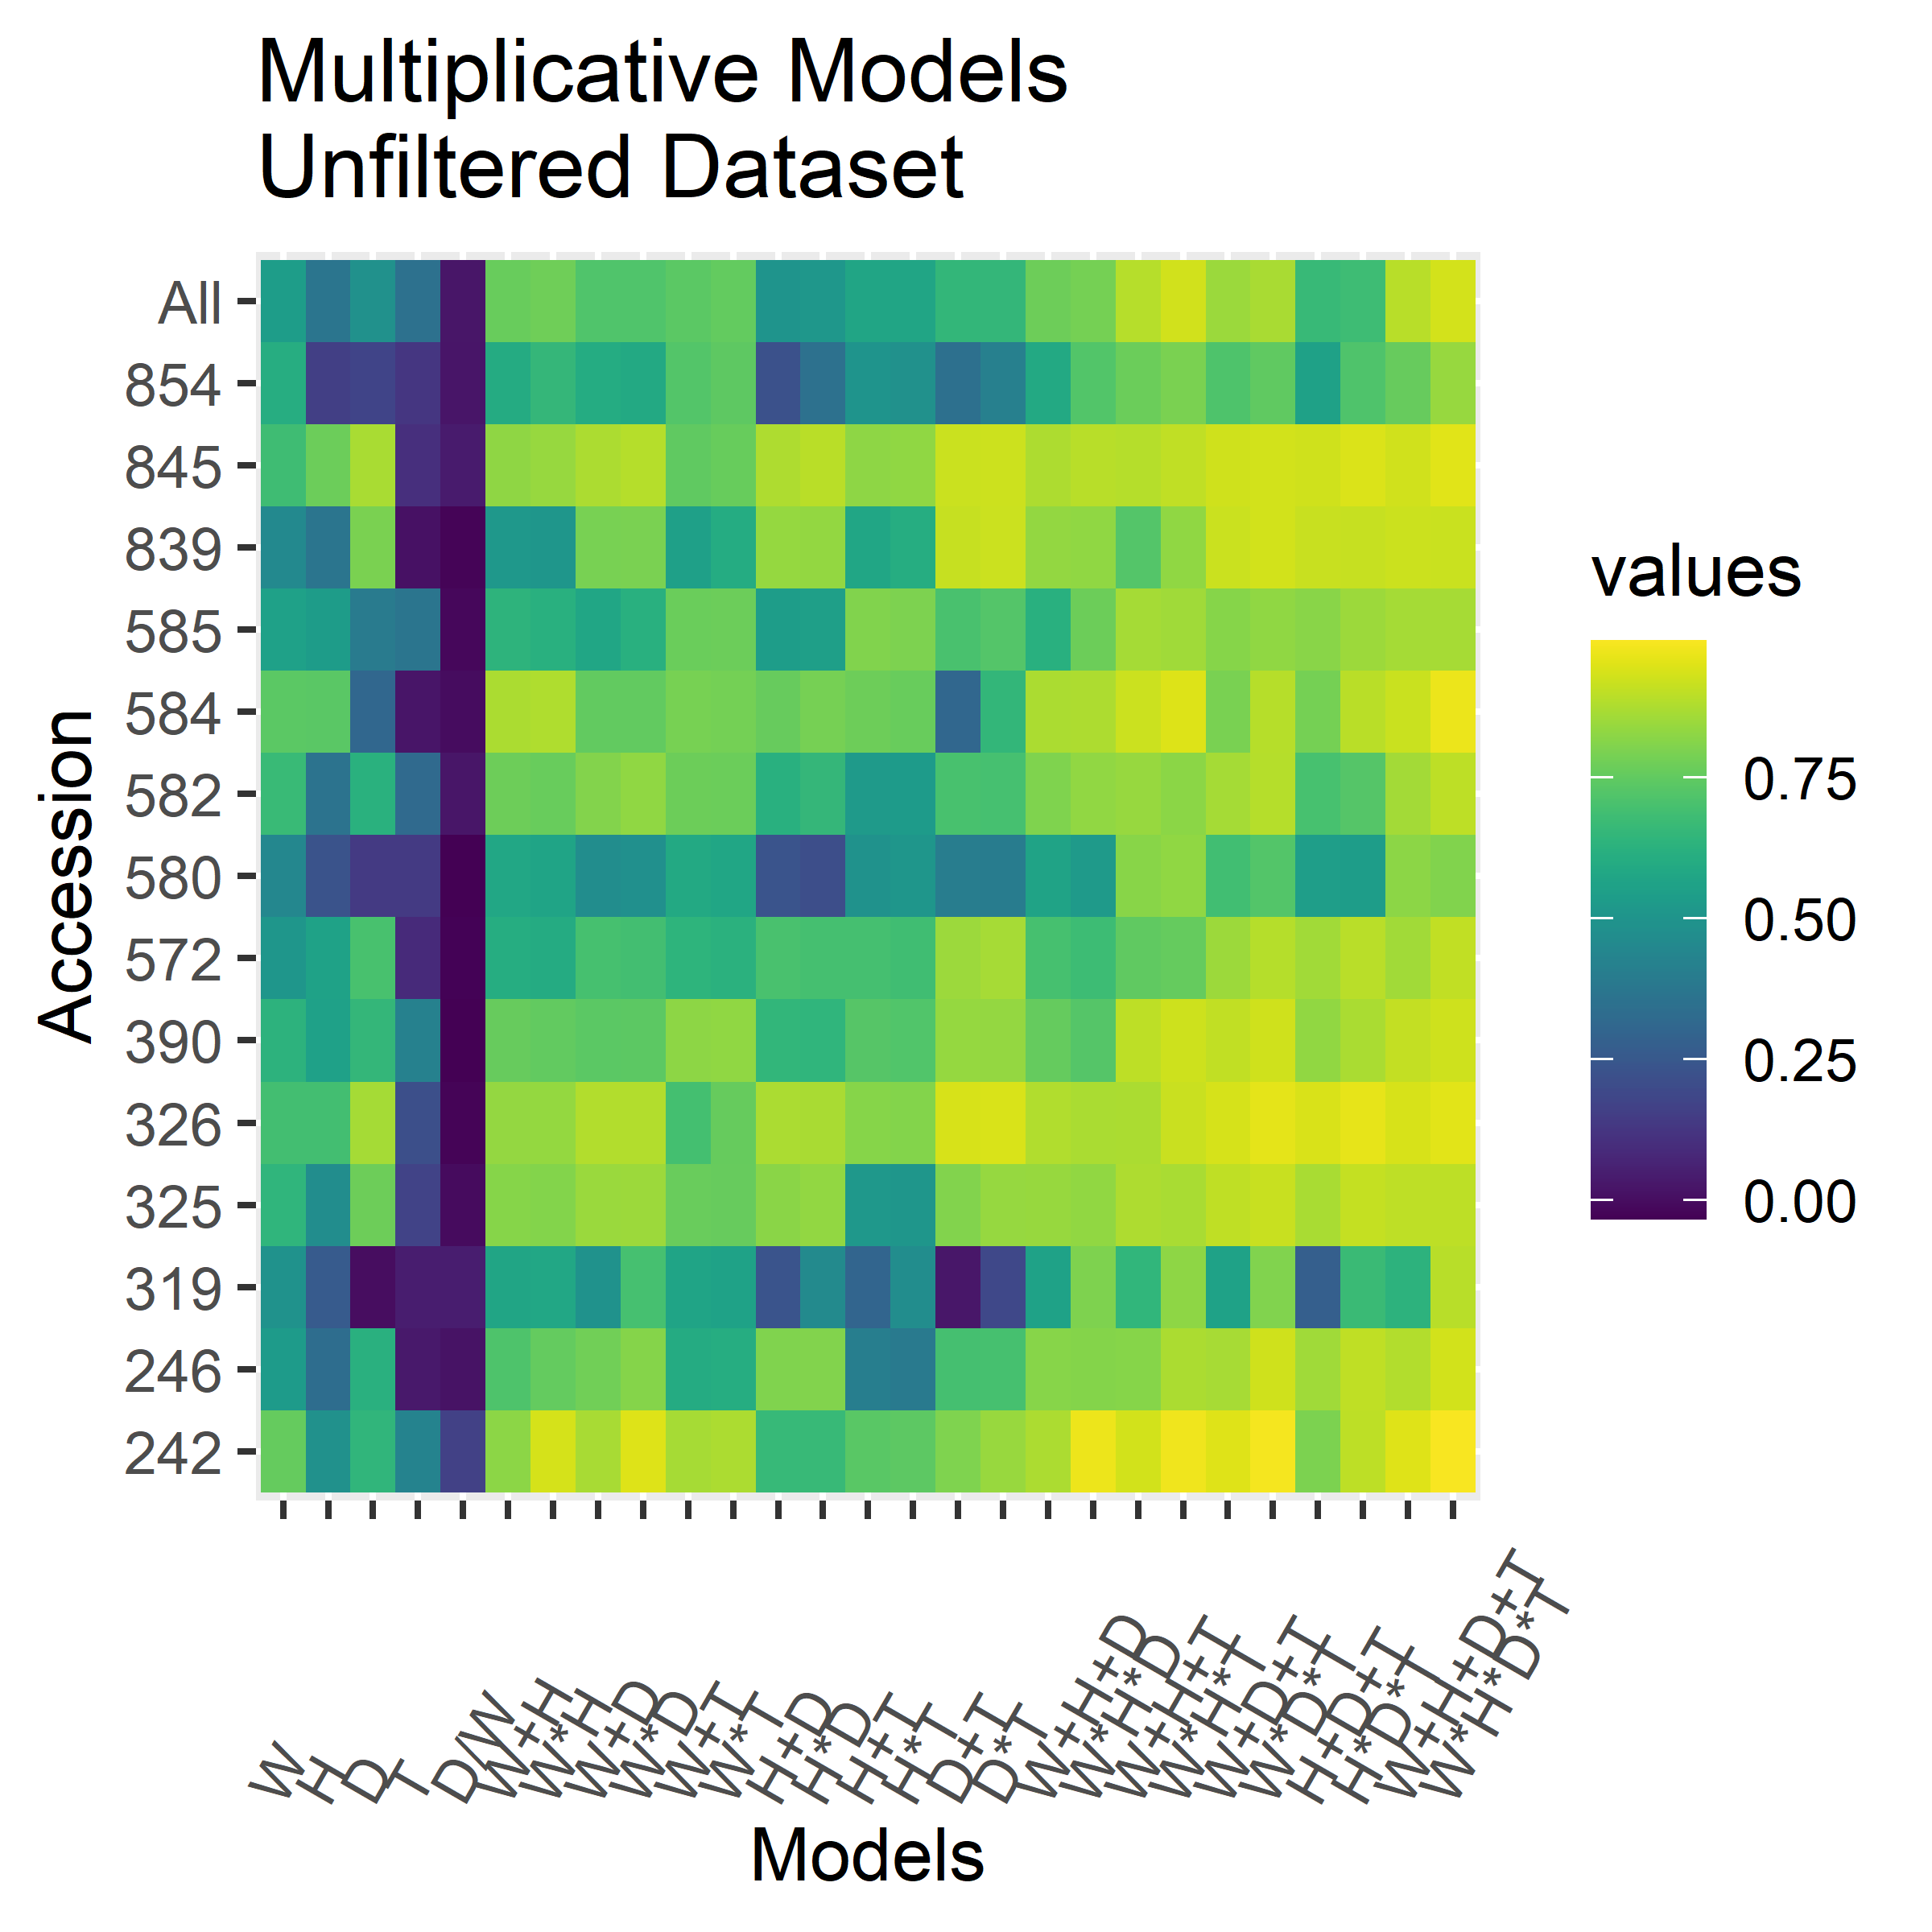 Multiplicative Models
Unfiltered Dataset
Accession
All
854
845
839
585
584
582
580
572
390
326
325
319
246
242
values
0.75
0.50
0.25
0.00
W
H
D
T
D/W
W+H
W*H
W+D
W*D
W+T
W*T
H+D
H*D
H+T
H*T
D+T
D*T
W+H+D
W*H*D
W+H+T
W*H*T
W+D+T
W*D*T
H+D+T
H*D*T
W+H+D+T
W*H*D*T
Models